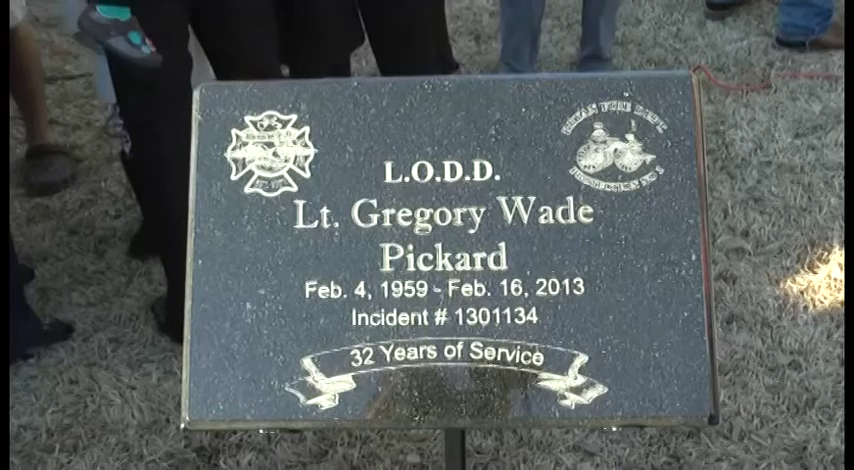 L.O.D.D.
Lt. Gregory Wade
Pickard
Feb. 4, 1959 - Feb. 16, 2013
Incident # 1301134
32 Years of Service